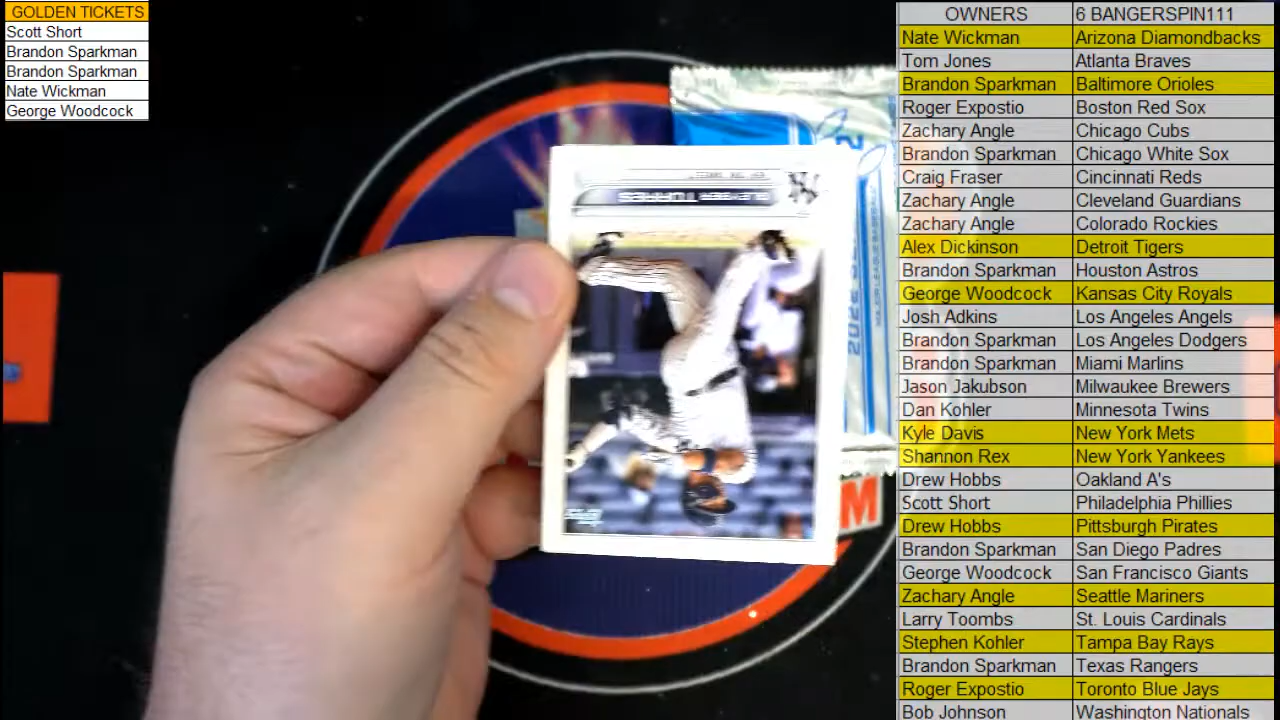 GOLDEN TICKETS
Scott Short
Brandon Sparkman
Brandon Sparkman
Nate Wickman
George Woodcock
OWNERS 6 BANGERSPIN111
Nate Wickman Arizona Diamondbacks
Tom Jones Atlanta Braves
Brandon Sparkman Baltimore Orioles
Roger Expostio Boston Red Sox
Zachary Angle Chicago Cubs
Brandon Sparkman Chicago White Sox
Craig Fraser Cincinnati Reds
Zachary Angle Cleveland Guardians
Zachary Angle Colorado Rockies
Alex Dickinson Detroit Tigers
Brandon Sparkman Houston Astros
George Woodcock Kansas City Royals
Josh Adkins Los Angeles Angels
Brandon Sparkman Los Angeles Dodgers
Brandon Sparkman Miami Marlins
Jason Jakubson Milwaukee Brewers
Dan Kohler Minnesota Twins
Kyle Davis New York Mets
Shannon Rex New York Yankees
Drew Hobbs Oakland A's
Scott Short Philadelphia Phillies
Drew Hobbs Pittsburgh Pirates
Brandon Sparkman San Diego Padres
George Woodcock San Francisco Giants
Zachary Angle Seattle Mariners
Larry Toombs St. Louis Cardinals
Stephen Kohler Tampa Bay Rays
Brandon Sparkman Texas Rangers
Roger Expostio Toronto Blue Jays
Bob Johnson Washington Nationals
TORRES
NY
2022
MAJOR LEAGUE BASEBALL
M